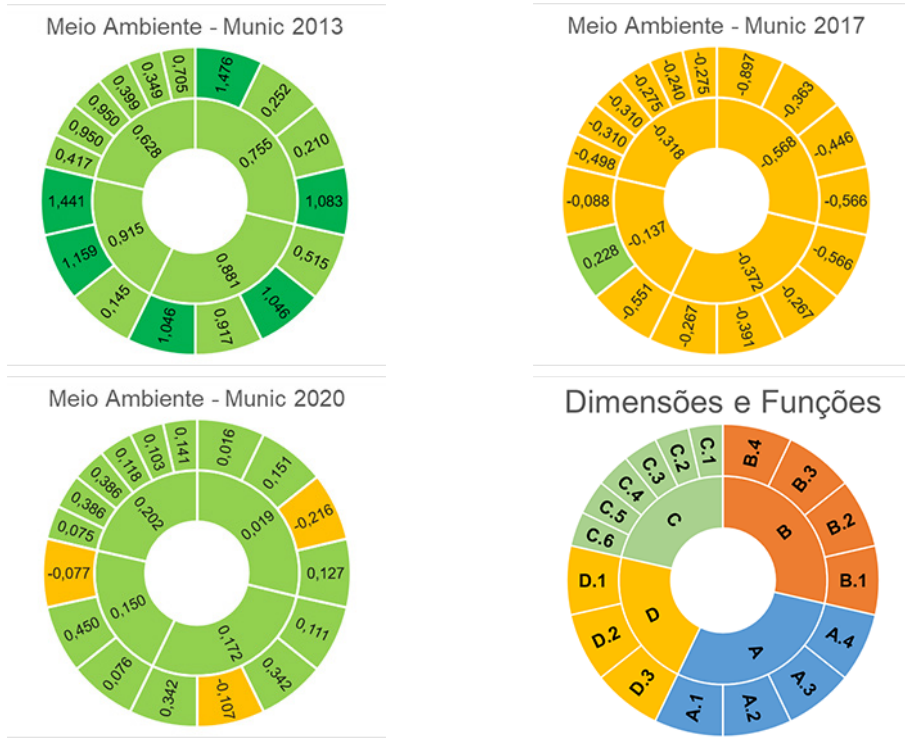 Meio Ambiente - Munic 2013
1,476
0,252
0,210
1,083
0,515
1,046
0,917
1,046
0,145
1,159
1,441
0,417
0,950
0,950
0,399
0,349
0,705
0,755
0,881
0,915
0,628
Meio Ambiente - Munic 2017
-0,897
-0,363
-0,446
-0,566
-0,566
-0,267
-0,391
-0,267
-0,551
0,228
-0,088
-0,498
-0,310
-0,310
-0,275
-0,240
-0,275
-0,568
-0,372
-0,137
-0,318
Meio Ambiente - Munic 2020
0,016
0,151
-0,216
0,127
0,111
0,342
-0,107
0,342
0,076
0,450
-0,077
0,075
0,386
0,386
0,118
0,103
0,141
0,019
0,172
0,150
0,202
Dimensões e Funções
B.4
B.3
B.2
B.1
A.4
A.3
A.2
A.1
D.3
D.2
D.1
C.6
C.5
C.4
C.3
C.2
C.1
B
A
D
C